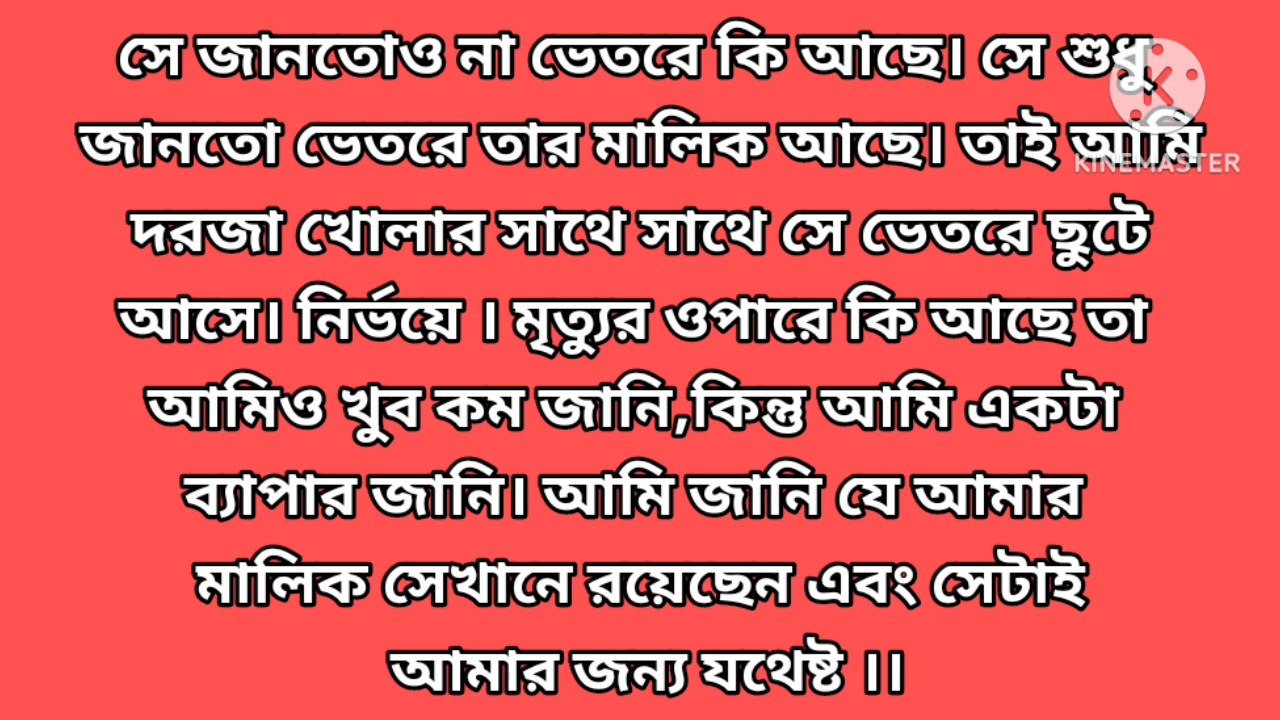 সে জানতোও না ভেতরে কি আছে। সে শুধু
জানতো ভেতরে তার মালিক আছে। তাই আমি
দরজা খোলার সাথে সাথে সে ভেতরে ছুটে
আসে। নির্ভয়ে । মৃত্যুর ওপারে কি আছে তা
আমিও খুব কম জানি,কিন্তু আমি একটা
ব্যাপার জানি। আমি জানি যে আমার
মালিক সেখানে রয়েছেন এবং সেটাই
আমার জন্য যথেষ্ট ।।
K
KINEMASTER